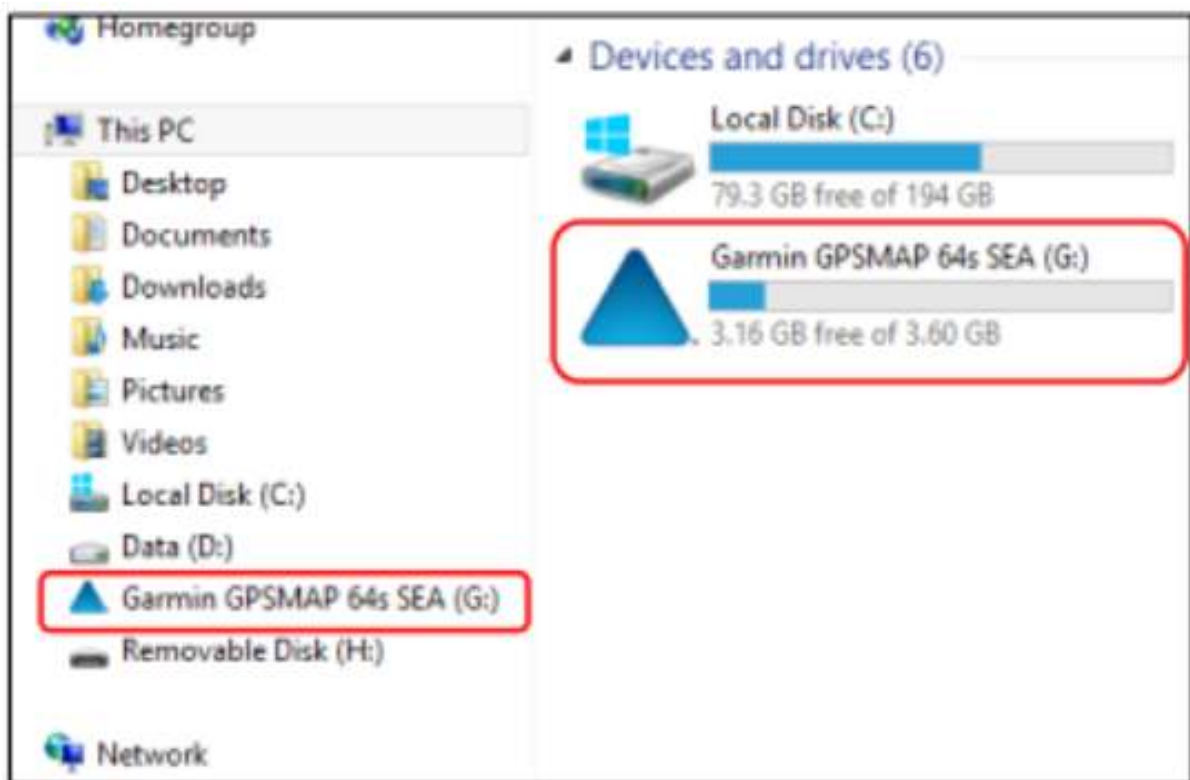 Homegroup
This PC
Desktop
Documents
Downloads
Music
Pictures
Videos
Local Disk (C:)
Data (D:)
Garmin GPSMAP 64s SEA (G:)
Removable Disk (H:)
Network
Devices and drives (6)
Local Disk (C:)
79.3 GB free of 194 GB
Garmin GPSMAP 64s SEA (G:)
3.16 GB free of 3.60 GB